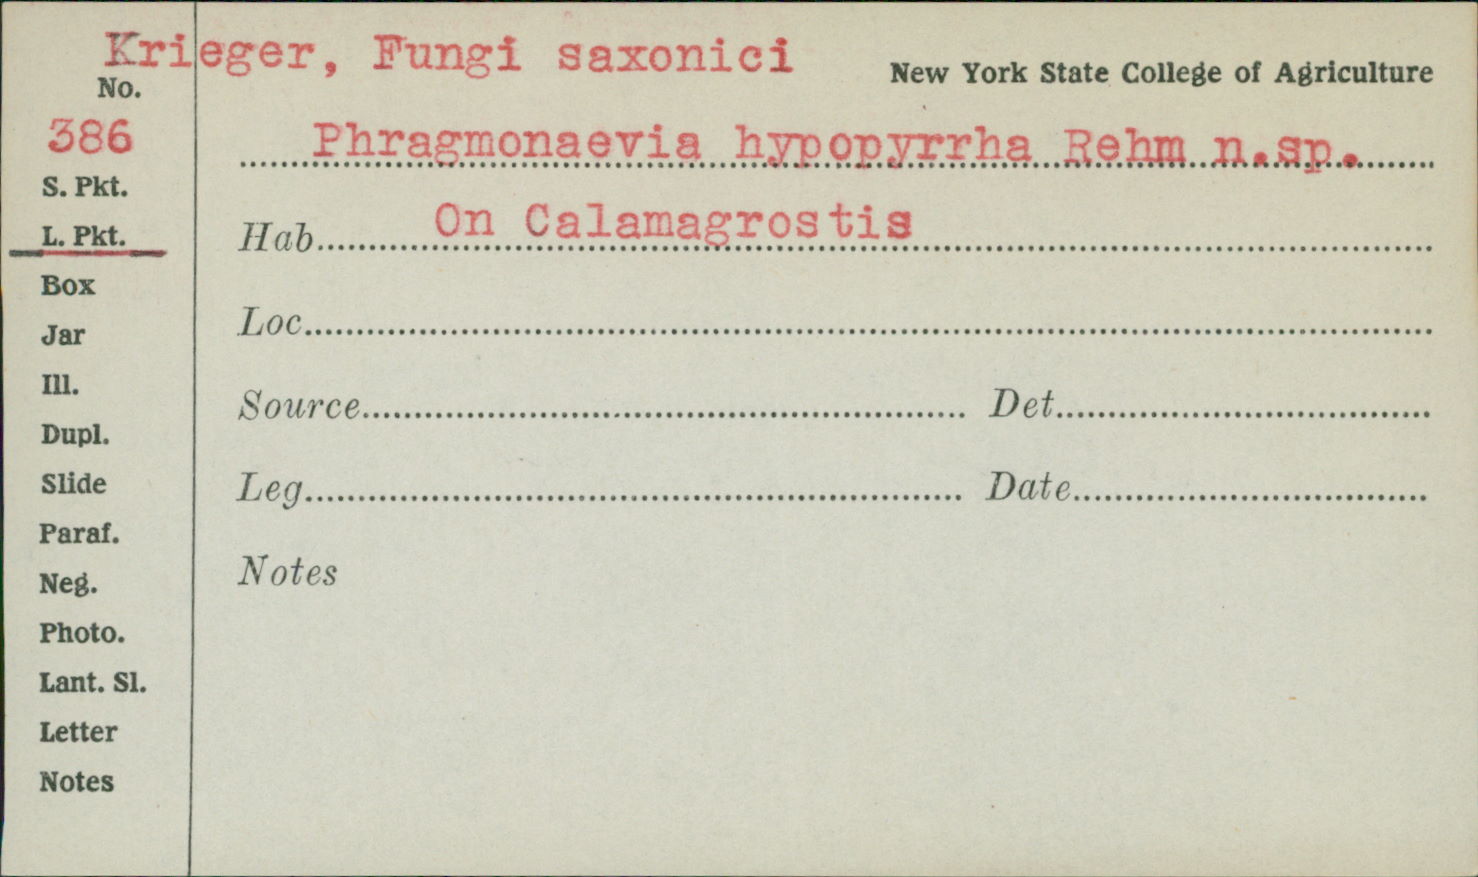 Krieger, Fungi saxonici
New York State College of Agriculture
No.
386
Phragmonaevia hypopyrrha Rehm n.sp.
S. Pkt.
L. Pkt.
Hab. On Calamagrostis
Box
Loc.
Jar
Ill.
Source Det.
Dupl.
Slide
Leg. Date
Paraf.
Notes
Neg.
Photo.
Lant. Sl.
Letter
Notes